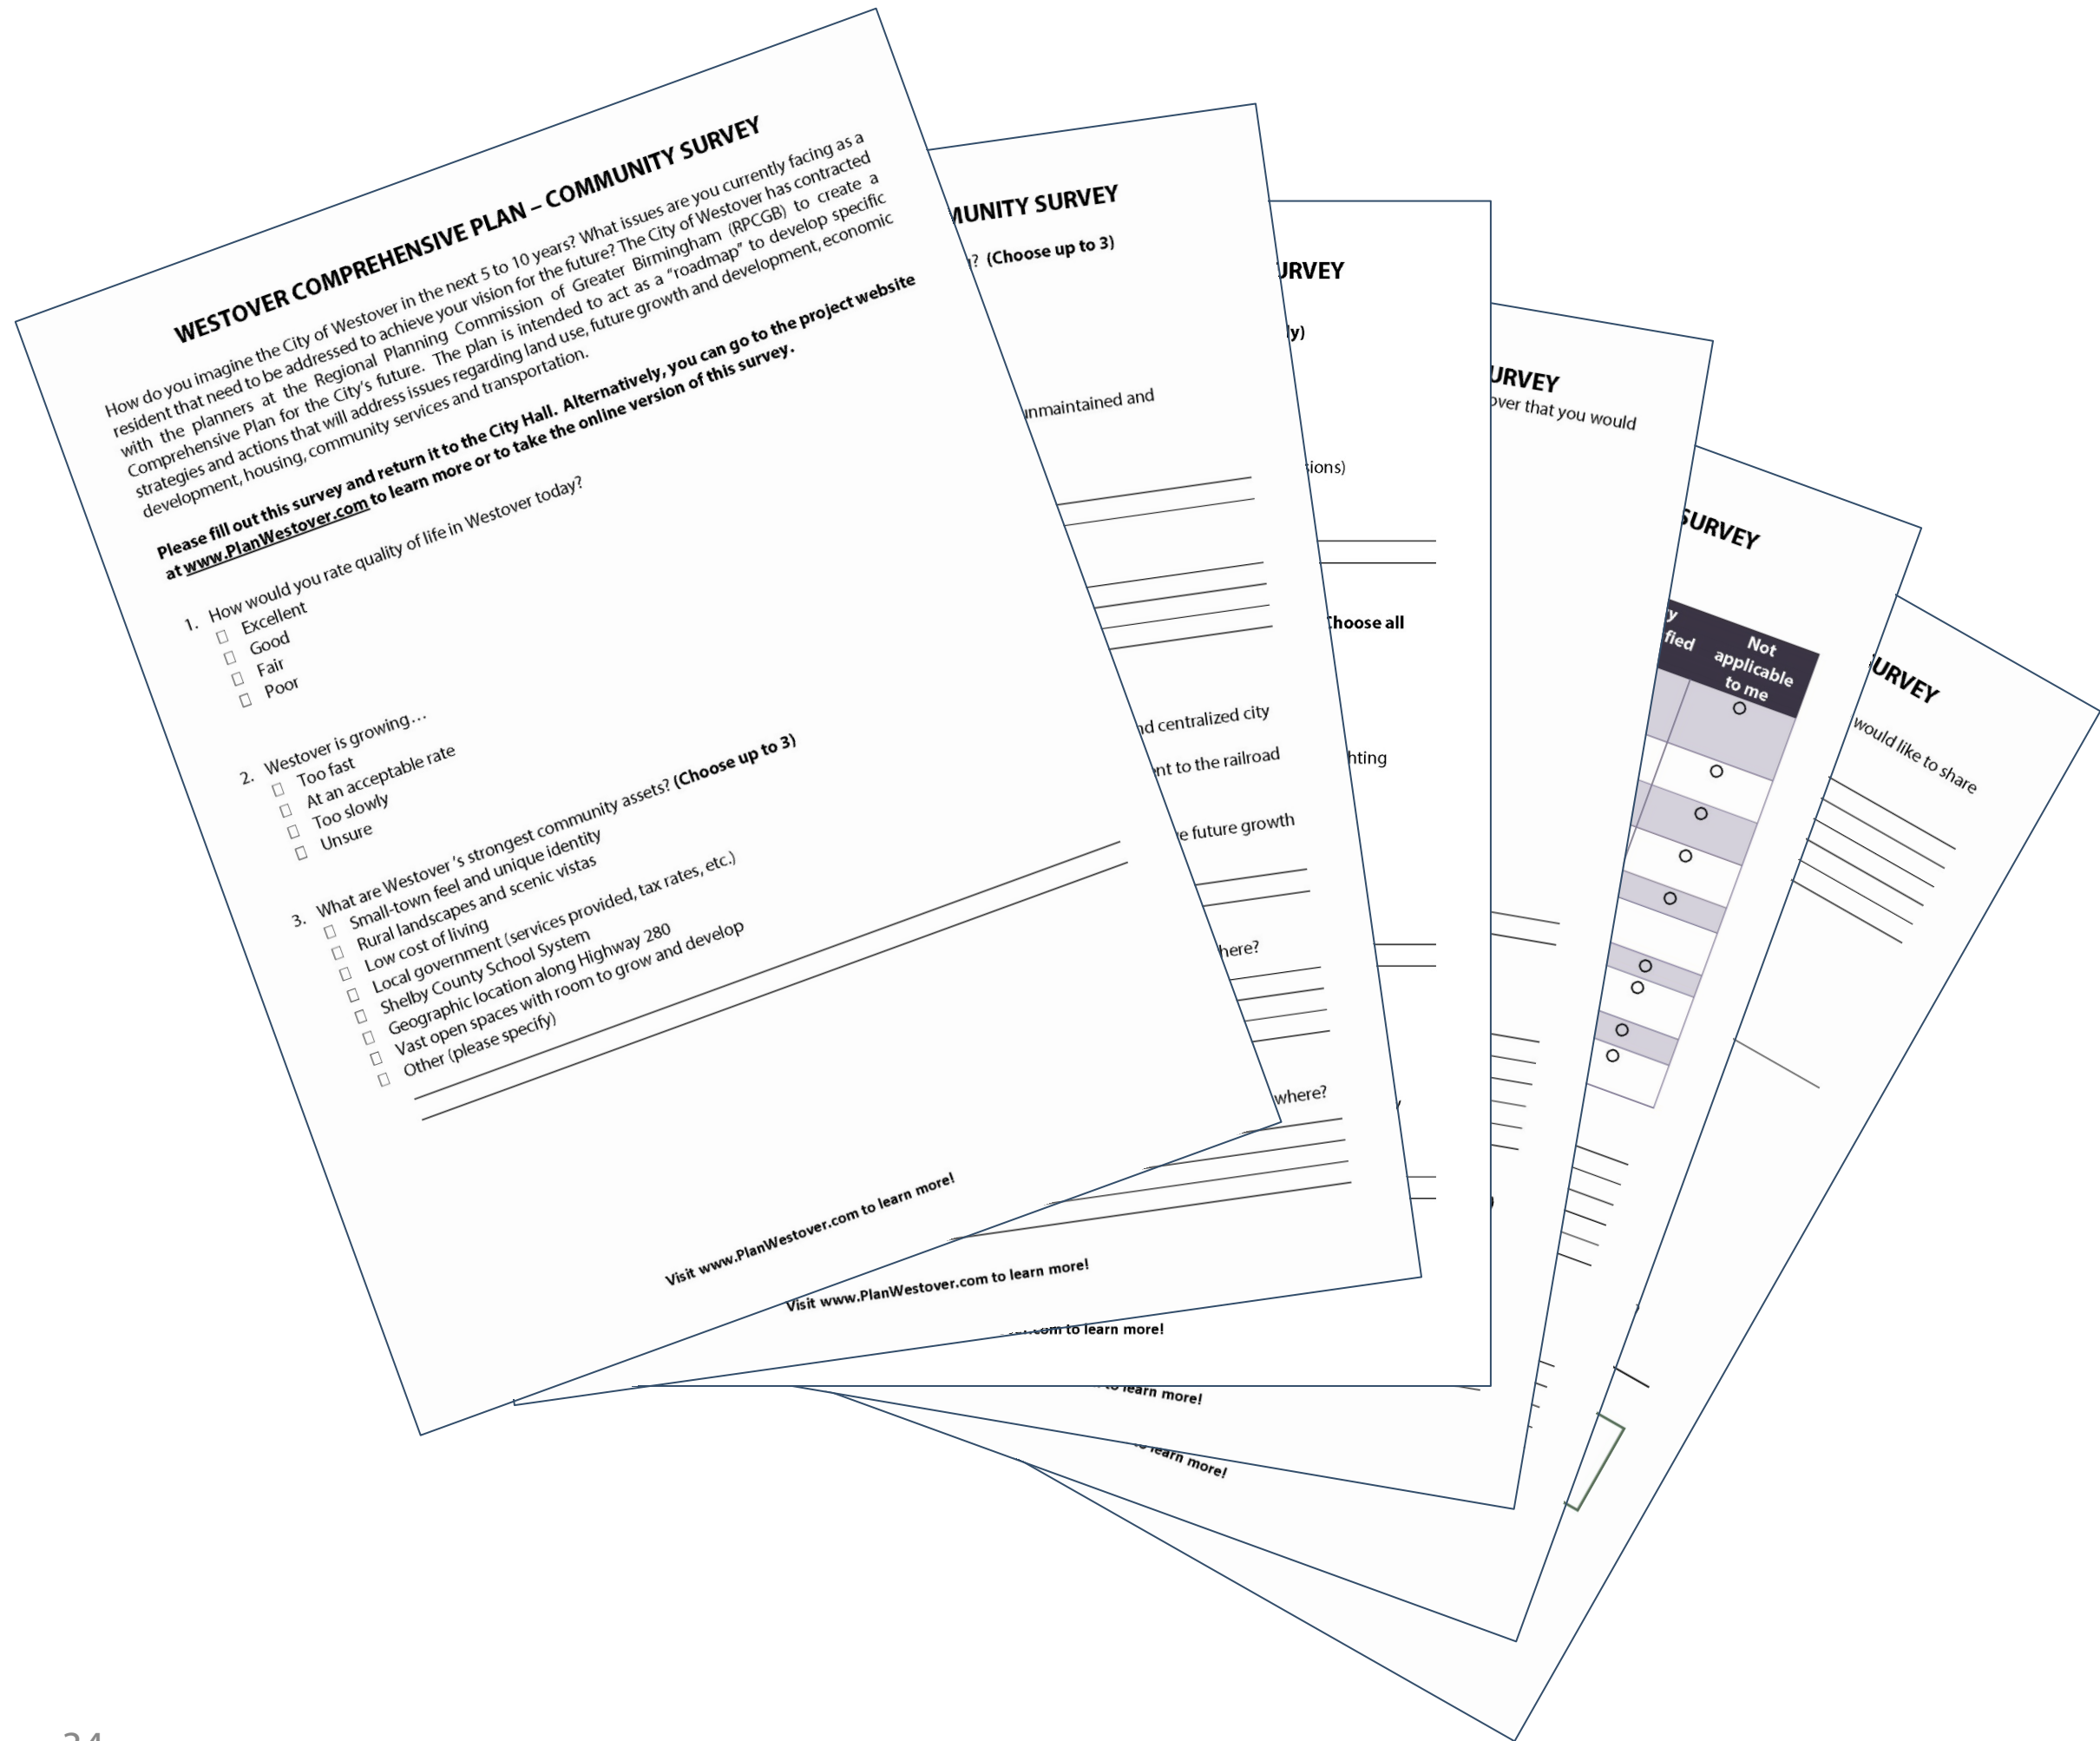 WESTOVER COMPREHENSIVE PLAN – COMMUNITY SURVEY
How do you imagine the City of Westover in the next 5 to 10 years? What issues are you currently facing as a
resident that need to be addressed to achieve your vision for the future? The City of Westover has contracted
with the planners at the Regional Planning Commission of Greater Birmingham (RPCGB) to create a
Comprehensive Plan for the City's future. The plan is intended to act as a "roadmap" to develop specific
strategies and actions that will address issues regarding land use, future growth and development, economic
development, housing, community services and transportation.
Please fill out this survey and return it to the City Hall. Alternatively, you can go to the project website
at www.PlanWestover.com to learn more or to take the online version of this survey.
1. How would you rate quality of life in Westover today?
Excellent
Good
Fair
Poor
2. Westover is growing…
Too fast
At an acceptable rate
Too slowly
Unsure
3. What are Westover's strongest community assets? (Choose up to 3)
Small-town feel and unique identity
Rural landscapes and scenic vistas
Low cost of living
Local government (services provided, tax rates, etc.)
Shelby County School System
Geographic location along Highway 280
Vast open spaces with room to grow and develop
Other (please specify)
Visit www.PlanWestover.com to learn more!
SURVEY
? (Choose up to 3)
and
centralized city
to the railroad
future growth
where?
Visit www.PlanWestover.com to learn more!
to learn more!
Choose all
that you would
to learn more!
SURVEY
Not
applicable
to me
learn more!
would like to share